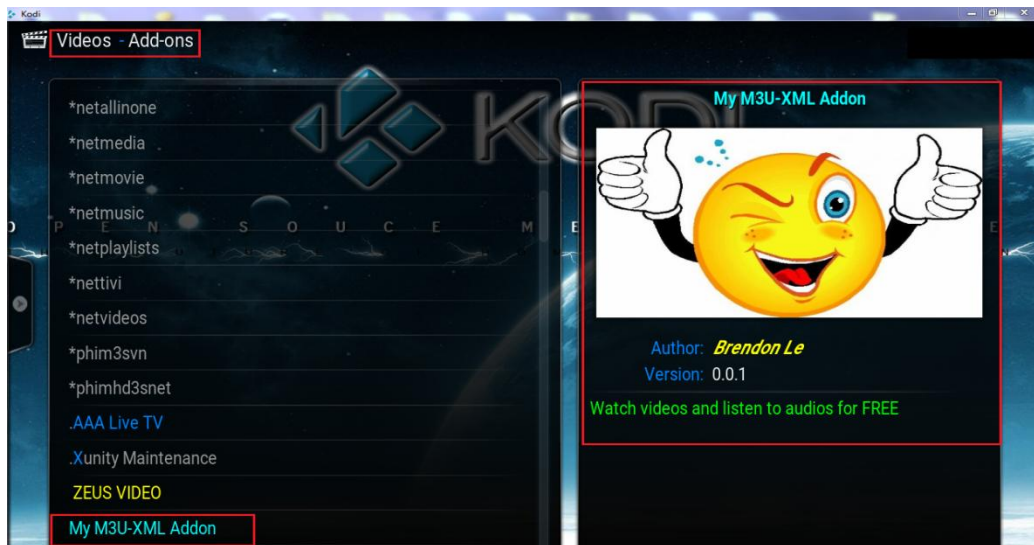 Kodi
Videos - Add-ons
*netallinone
*netmedia
*netmovie
*netmusic
*netplaylists
*nettivi
*netvideos
*phim3svn
*phimhd3snet
.AAA Live TV
.Xunity Maintenance
ZEUS VIDEO
My M3U-XML Addon
KODI
O P E N S O U C E M E
My M3U-XML Addon
Author: Brendon Le
Version: 0.0.1
Watch videos and listen to audios for FREE